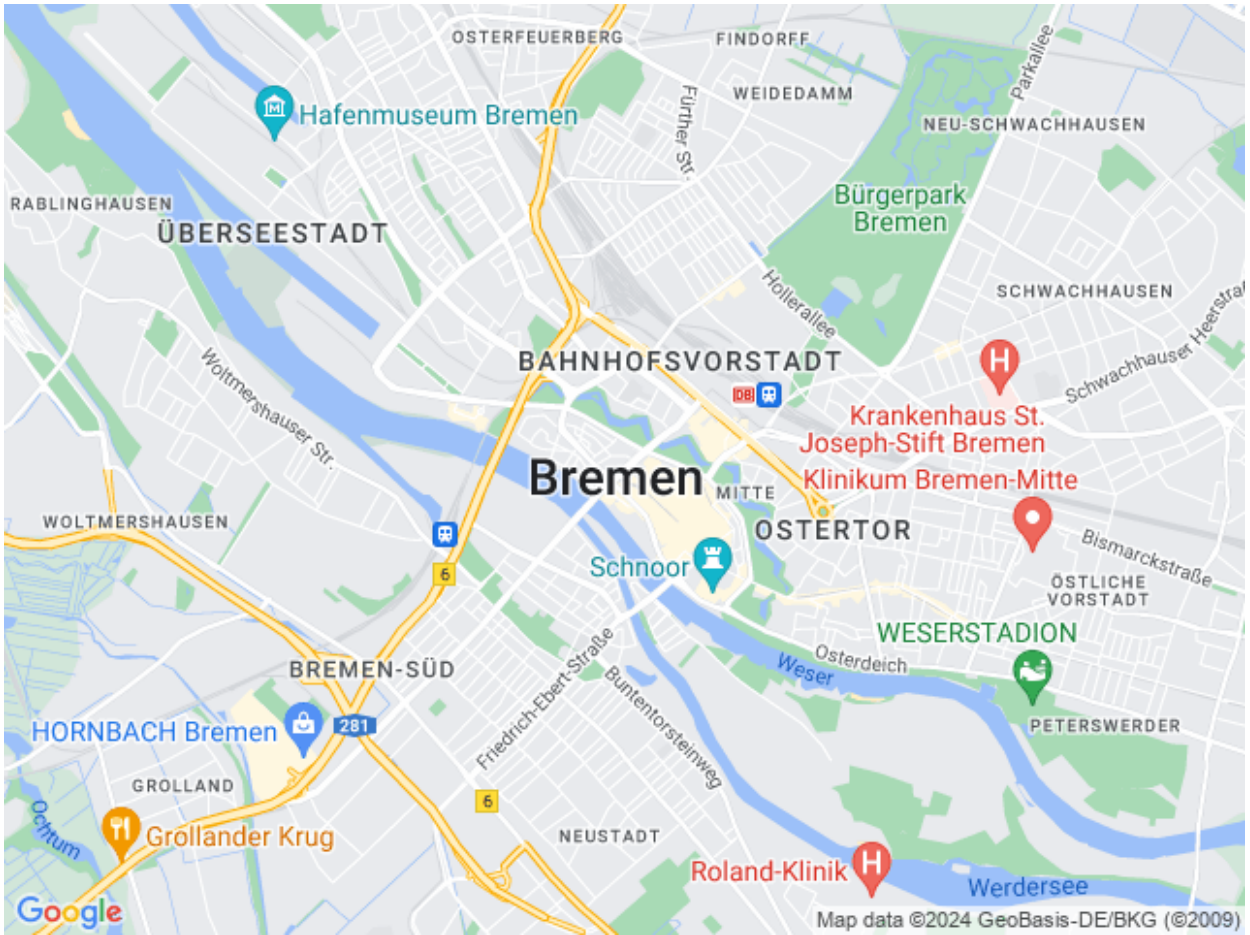 OSTERFEUERBERG
FINDORFF
Parkallee
WEIDEDAMM
Fürther Str.
Hafenmuseum Bremen
NEU-SCHWACHHAUSEN
RABLINGHAUSEN
Bürgerpark
Bremen
ÜBERSEESTADT
Hollerallee
SCHWACHHAUSEN
Schwachhauser Heerstraß
BAHNHOFSVORSTADT
H
Woltmershauser Str.
DB
Krankenhaus St.
Joseph-Stift Bremen
Bremen
MITTE
Klinikum Bremen-Mitte
WOLTMERSHAUSEN
OSTERTOR
Bismarckstraße
Schnoor
6
ÖSTLICHE
VORSTADT
WESERSTADION
Osterdeich
Weser
BREMEN-SÜD
Friedrich-Ebert-Straße
Buntentorsteinweg
281
HORNBACH Bremen
PETERSWERDER
GROLLAND
6
Ochtum
Grollander Krug
NEUSTADT
Roland-Klinik
H
Werdersee
Google
Map data ©2024 GeoBasis-DE/BKG (©2009)